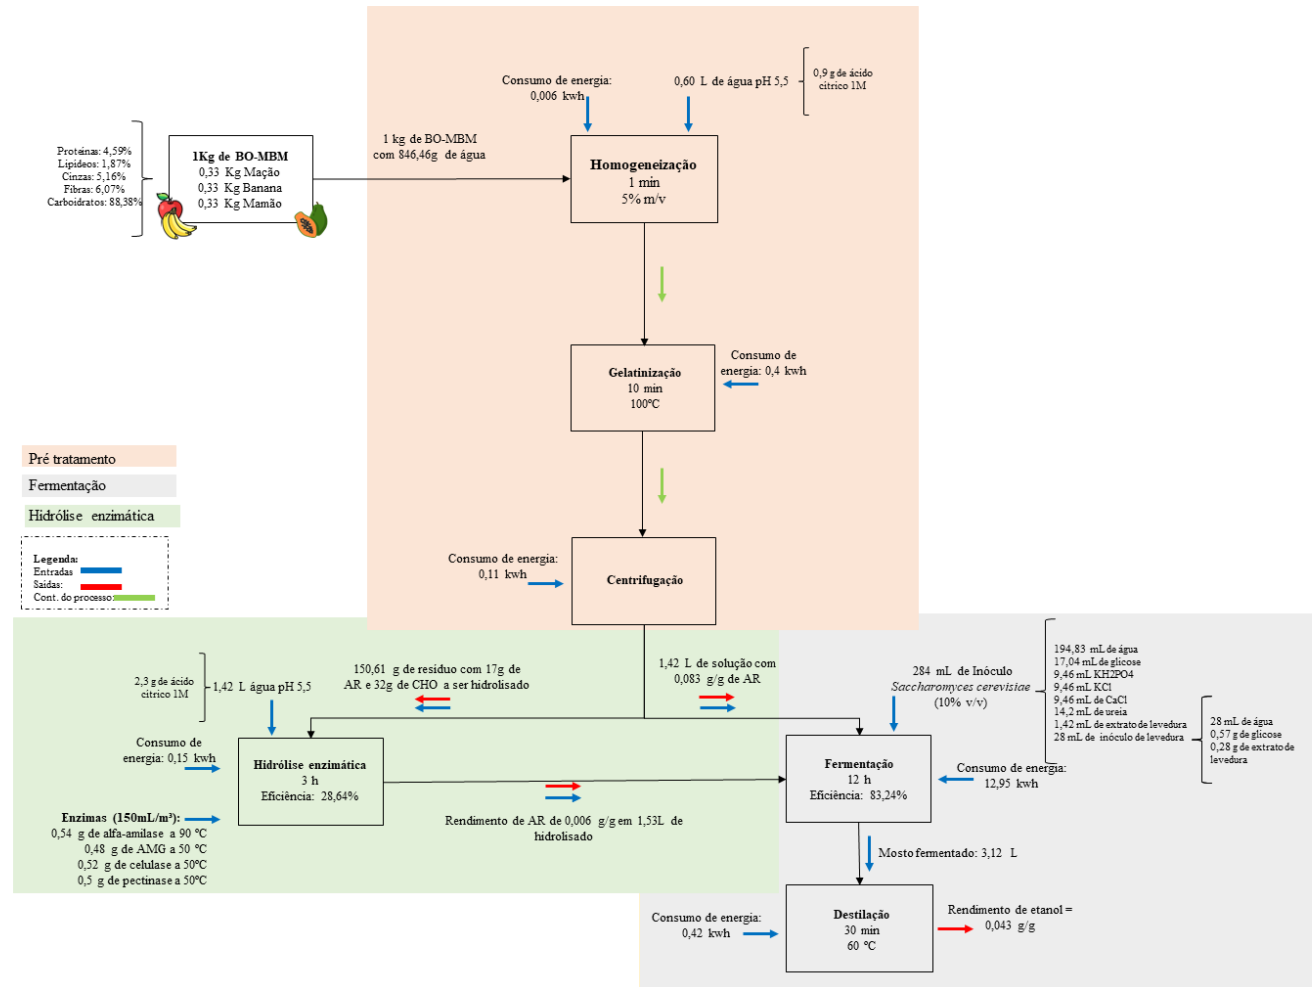 Consumo de energia:
0,006 kwh
0,60 L de água pH 5,5
0,9 g de ácido
cítrico 1M
Proteínas: 4,59%
Lipídeos: 1,87%
Cinzas: 5,16%
Fibras: 6,07%
Carboidratos: 88,38%
1Kg de BO-MBM
0,33 Kg Mação
0,33 Kg Banana
0,33 Kg Mamão
1 kg de BO-MBM
com 846,46g de água
Homogeneização
1 min
5% m/v
Gelatinização
10 min
100ºC
Consumo de
energia: 0,4 kwh
Pré tratamento
Fermentação
Hidrólise enzimática
Legenda:
Entradas
Saídas:
Cont. do processo:
Consumo de energia:
0,11 kwh
Centrifugação
2,3 g de ácido
cítrico 1M
1,42 L água pH 5,5
150,61 g de resíduo com 17g de
AR e 32g de CHO a ser hidrolisado
1,42 L de solução com
0,083 g/g de AR
284 mL de Inóculo
Saccharomyces cerevisiae
(10% v/v)
194,83 mL de água
17,04 mL de glicose
9,46 mL KH2PO4
9,46 mL KCl
9,46 mL de CaCl
14,2 mL de ureia
1,42 mL de extrato de levedura
28 mL de inóculo de levedura
28 mL de água
0,57 g de glicose
0,28 g de extrato de
levedura
Consumo de
energia: 0,15 kwh
Hidrólise enzimática
3 h
Eficiência: 28,64%
Fermentação
12 h
Eficiência: 83,24%
Consumo de energia:
12,95 kwh
Enzimas (150mL/m³):
0,54 g de alfa-amilase a 90 ºC
0,48 g de AMG a 50 ºC
0,52 g de celulase a 50ºC
0,5 g de pectinase a 50ºC
Rendimento de AR de 0,006 g/g em 1,53L de
hidrolisado
Mosto fermentado: 3,12 L
Consumo de energia:
0,42 kwh
Destilação
30 min
60 ºC
Rendimento de etanol =
0,043 g/g